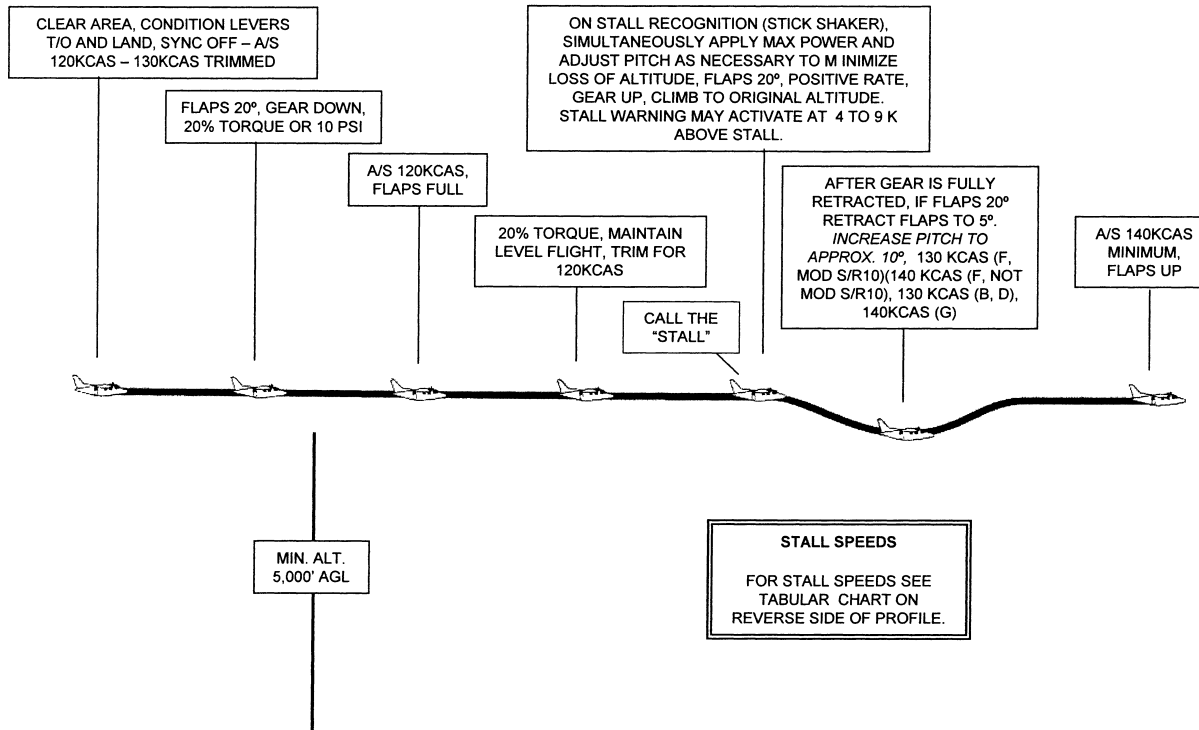 CLEAR AREA, CONDITION LEVERS
T/O AND LAND, SYNC OFF – A/S
120KCAS – 130KCAS TRIMMED
FLAPS 20º, GEAR DOWN,
20% TORQUE OR 10 PSI
A/S 120KCAS,
FLAPS FULL
20% TORQUE, MAINTAIN
LEVEL FLIGHT, TRIM FOR
120KCAS
CALL THE
“STALL”
ON STALL RECOGNITION (STICK SHAKER),
SIMULTANEOUSLY APPLY MAX POWER AND
ADJUST PITCH AS NECESSARY TO M INIMIZE
LOSS OF ALTITUDE, FLAPS 20º, POSITIVE RATE,
GEAR UP, CLIMB TO ORIGINAL ALTITUDE.
STALL WARNING MAY ACTIVATE AT 4 TO 9 K
ABOVE STALL.
AFTER GEAR IS FULLY
RETRACTED, IF FLAPS 20º
RETRACT FLAPS TO 5º.
INCREASE PITCH TO
APPROX. 10º, 130 KCAS (F,
MOD S/R10)(140 KCAS (F, NOT
MOD S/R10), 130 KCAS (B, D),
140KCAS (G)
A/S 140KCAS
MINIMUM,
FLAPS UP
MIN. ALT.
5,000’ AGL
STALL SPEEDS
FOR STALL SPEEDS SEE
TABULAR CHART ON
REVERSE SIDE OF PROFILE.